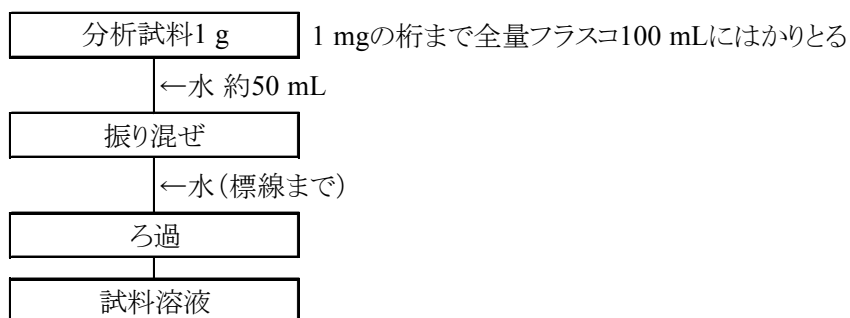 分析試料1 g 1 mgの桁まで全量フラスコ100 mLにはかりとる
←水 約50 mL
振り混ぜ
←水（標線まで）
ろ過
試料溶液